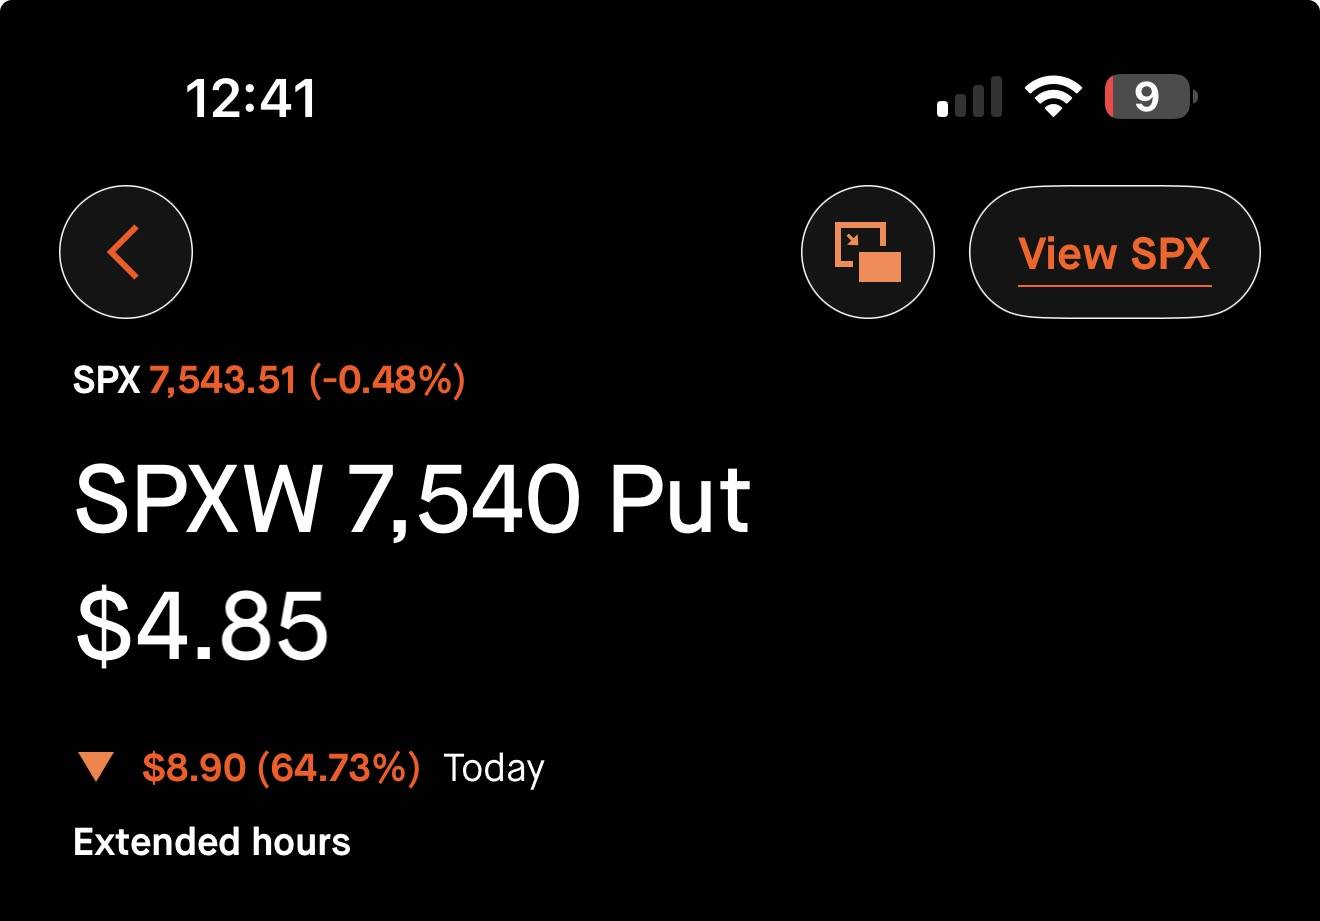 12:41 9
View SPX
SPX 7,543.51 (-0.48%)
SPXW 7,540 Put
$4.85
▼ $8.90 (64.73%) Today
Extended hours